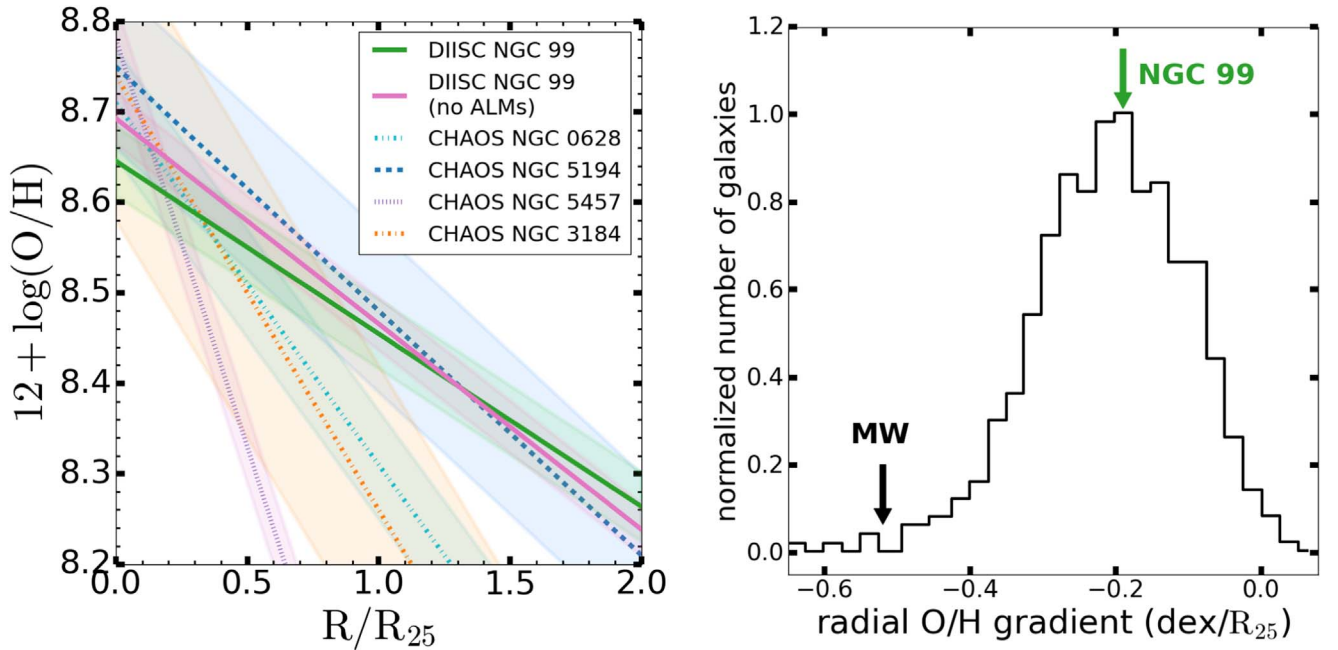 8.8
8.7
8.6
8.5
8.4
8.3
8.2
12 + log(O/H)
0.0
0.5
1.0
1.5
2.0
R/R25
DIISC NGC 99
DIISC NGC 99
(no ALMs)
CHAOS NGC 0628
CHAOS NGC 5194
CHAOS NGC 5457
CHAOS NGC 3184
1.2
1.0
0.8
0.6
0.4
0.2
0.0
normalized number of galaxies
NGC 99
MW
−0.6
−0.4
−0.2
0.0
radial O/H gradient (dex/R25)